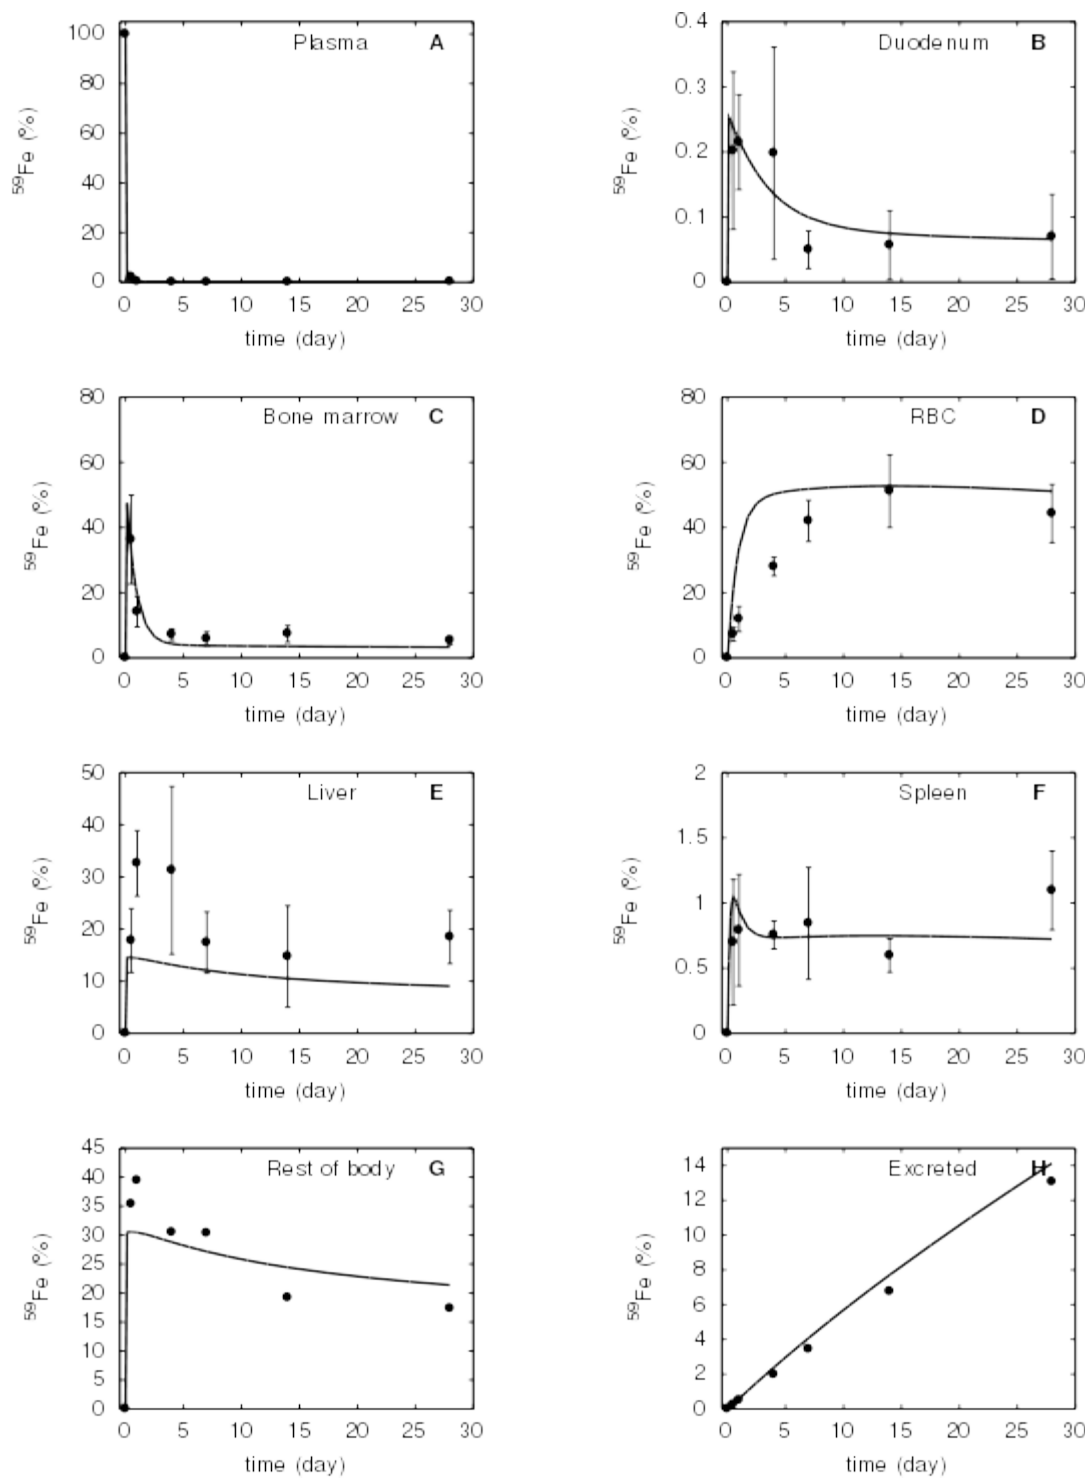 Plasma A
100
80
60
40
20
0
⁵⁹Fe (%)
0 5 10 15 20 25 30
time (day)
Duodenum B
0.4
0.3
0.2
0.1
0
⁵⁹Fe (%)
0 5 10 15 20 25 30
time (day)
Bone marrow C
80
60
40
20
0
⁵⁹Fe (%)
0 5 10 15 20 25 30
time (day)
RBC D
80
60
40
20
0
⁵⁹Fe (%)
0 5 10 15 20 25 30
time (day)
Liver E
50
40
30
20
10
0
⁵⁹Fe (%)
0 5 10 15 20 25 30
time (day)
Spleen F
2
1.5
1
0.5
0
⁵⁹Fe (%)
0 5 10 15 20 25 30
time (day)
Rest of body G
45
40
35
30
25
20
15
10
5
0
⁵⁹Fe (%)
0 5 10 15 20 25 30
time (day)
Excreted H
14
12
10
8
6
4
2
0
⁵⁹Fe (%)
0 5 10 15 20 25 30
time (day)